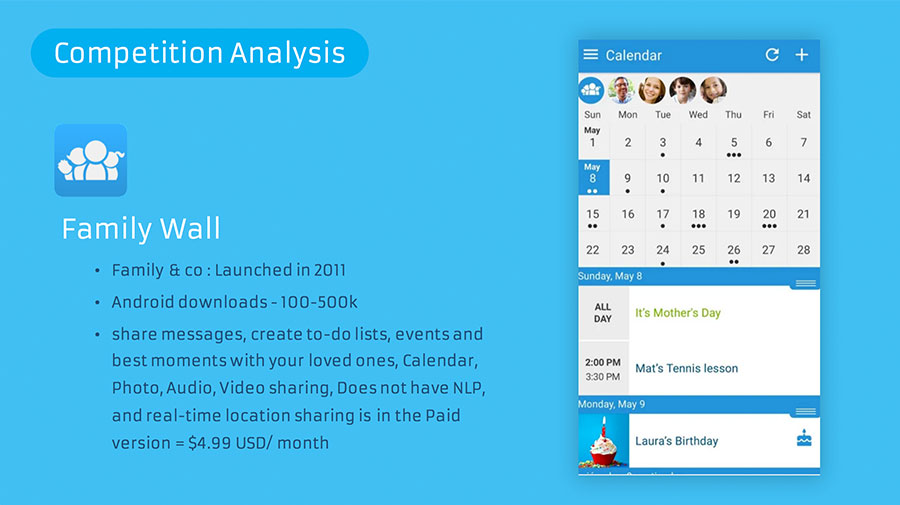 Competition Analysis
Family Wall
• Family & co : Launched in 2011
• Android downloads - 100-500k
• share messages, create to-do lists, events and
best moments with your loved ones, Calendar,
Photo, Audio, Video sharing, Does not have NLP,
and real-time location sharing is in the Paid
version = $4.99 USD/ month
Calendar
Sun Mon Tue Wed Thu Fri Sat
May
1 2 3 4 5 6 7
May
8 9 10 11 12 13 14
15 16 17 18 19 20 21
22 23 24 25 26 27 28
Sunday, May 8
ALL
DAY
It's Mother's Day
2:00 PM
3:30 PM
Mat's Tennis lesson
Monday, May 9
Laura's Birthday